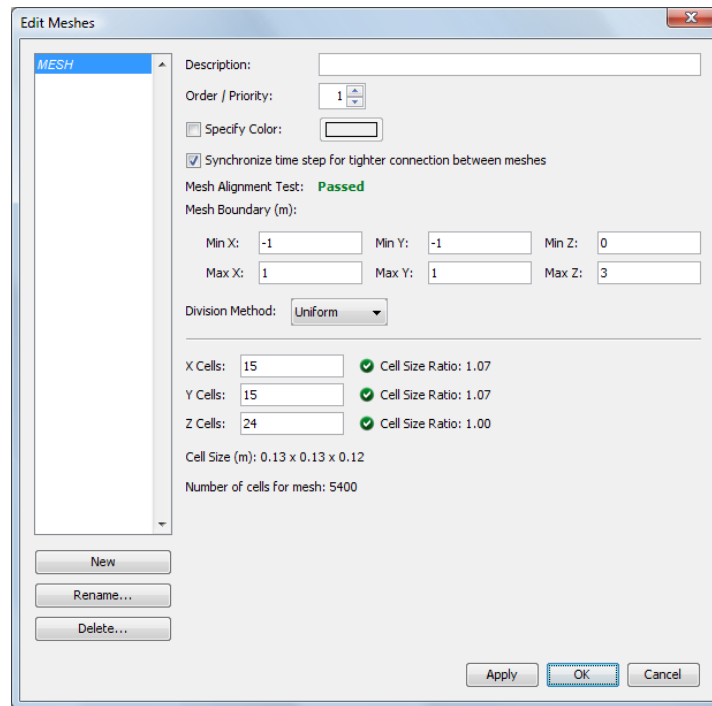 Edit Meshes
MESH
Description:
Order / Priority: 1
Specify Color:
Synchronize time step for tighter connection between meshes
Mesh Alignment Test: Passed
Mesh Boundary (m):
Min X: -1 Min Y: -1 Min Z: 0
Max X: 1 Max Y: 1 Max Z: 3
Division Method: Uniform
X Cells: 15 Cell Size Ratio: 1.07
Y Cells: 15 Cell Size Ratio: 1.07
Z Cells: 24 Cell Size Ratio: 1.00
Cell Size (m): 0.13 x 0.13 x 0.12
Number of cells for mesh: 5400
New
Rename...
Delete...
Apply OK Cancel